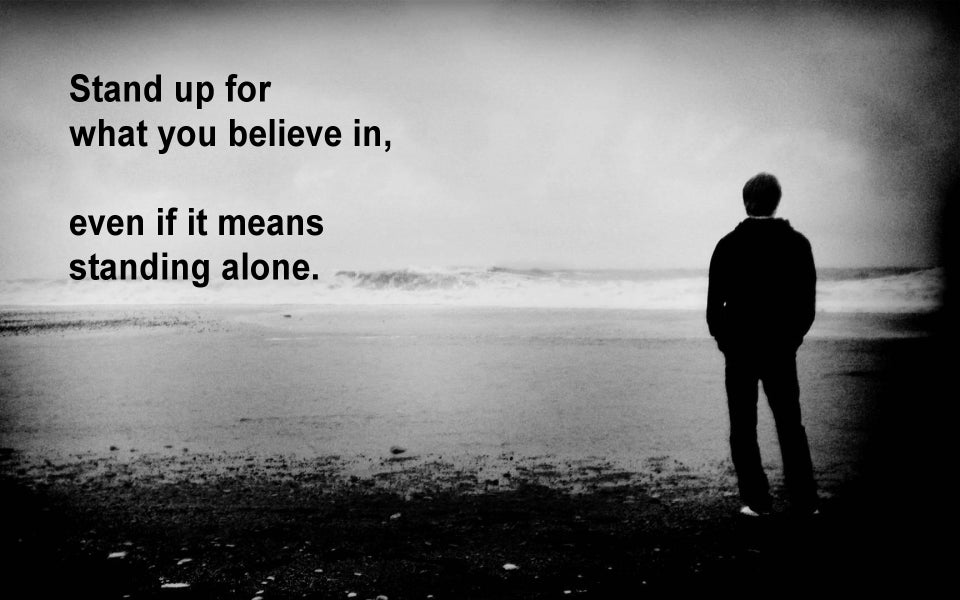 Stand up for
what you believe in,
even if it means
standing alone.